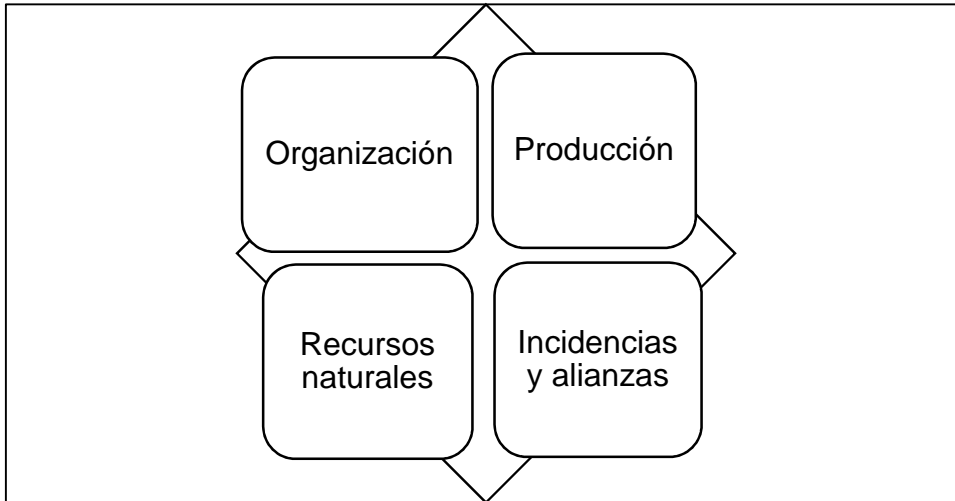 Organización
Producción
Recursos
naturales
Incidencias
y alianzas